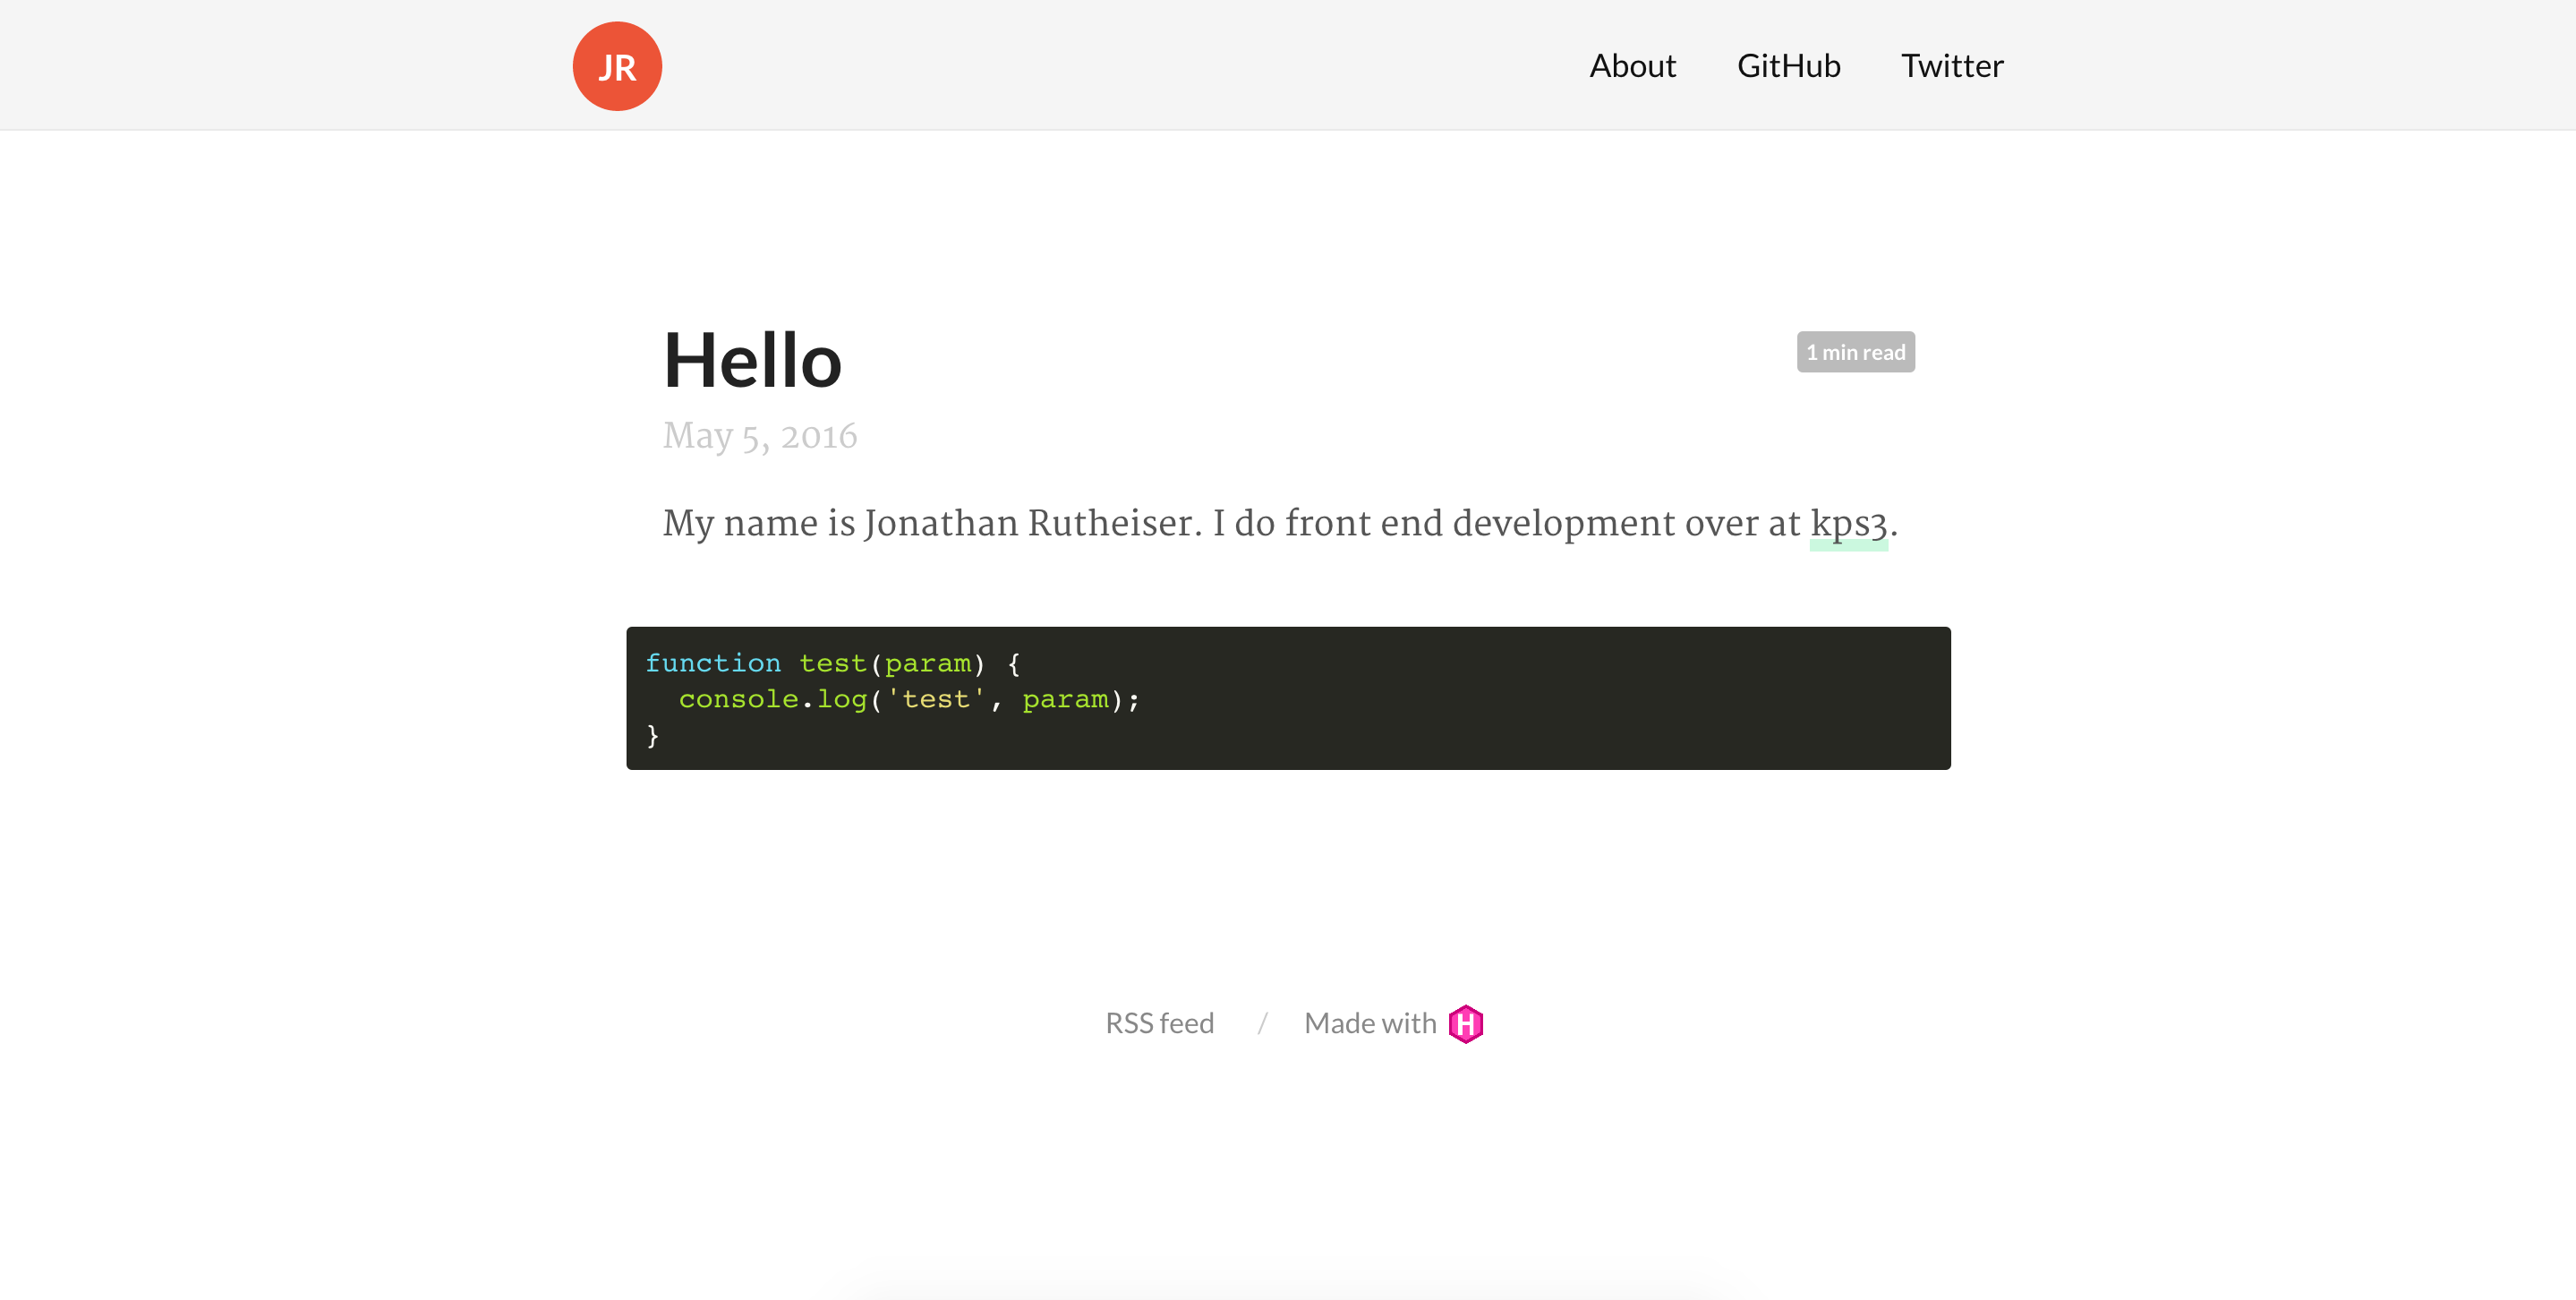 JR
About GitHub Twitter
Hello
1 min read
May 5, 2016
My name is Jonathan Rutheiser. I do front end development over at kps3.
function test(param) {
  console.log('test', param);
}
RSS feed / Made with H